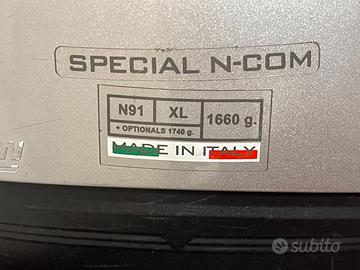 SPECIAL N-COM
N91 XL 1660 g.
+ OPTIONALS 1740 g.
MADE IN ITALY
subito